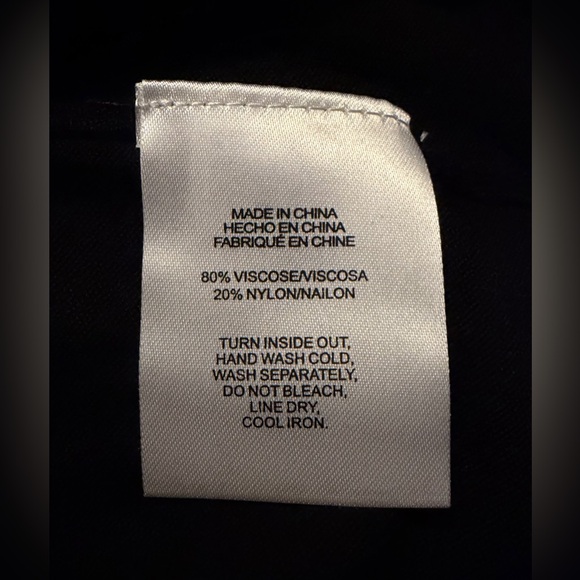 MADE IN CHINA
HECHO EN CHINA
FABRIQUÉ EN CHINE
80% VISCOSE/VISCOSA
20% NYLON/NAILON
TURN INSIDE OUT,
HAND WASH COLD,
WASH SEPARATELY,
DO NOT BLEACH,
LINE DRY,
COOL IRON.